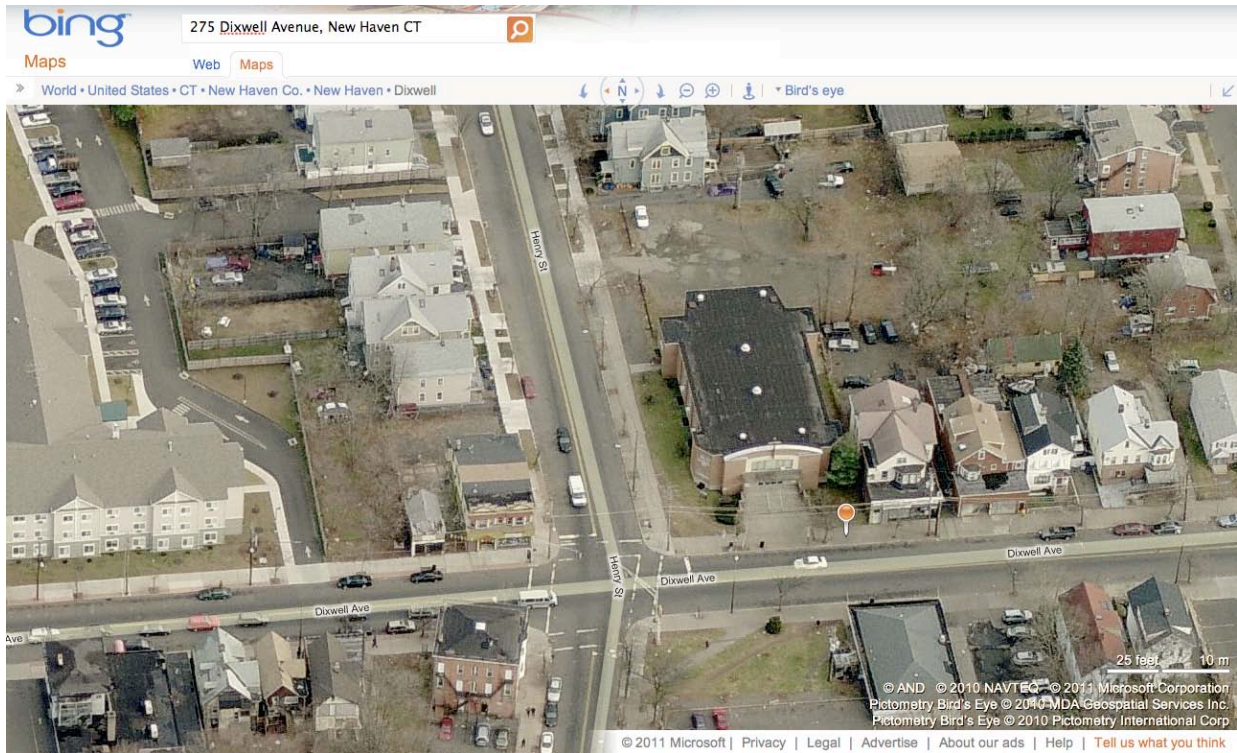 bing™
275 Dixwell Avenue, New Haven CT
Maps
Web Maps
» World • United States • CT • New Haven Co. • New Haven • Dixwell
N
Bird's eye
Henry St
Dixwell Ave
Henry St
Dixwell Ave
Dixwell Ave
Ave
25 feet 10 m
© AND © 2010 NAVTEQ © 2011 Microsoft Corporation
Pictometry Bird's Eye © 2010 MDA Geospatial Services Inc.
Pictometry Bird's Eye © 2010 Pictometry International Corp
© 2011 Microsoft | Privacy | Legal | Advertise | About our ads | Help | Tell us what you think